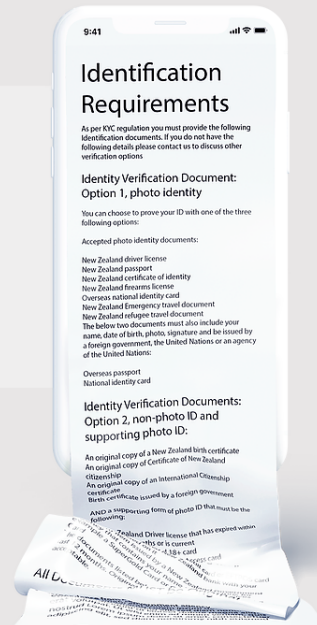 9:41
Identification
Requirements
As per KYC regulation you must provide the following
Identification documents. If you do not have the
following details please contact us to discuss other
verification options
Identity Verification Document:
Option 1, photo identity
You can choose to prove your ID with one of the three
following options:
Accepted photo identity documents:
New Zealand driver license
New Zealand passport
New Zealand certificate of identity
New Zealand firearms license
Overseas national identity card
New Zealand Emergency travel document
New Zealand refugee travel document
The below two documents must also include your
name, date of birth, photo, signature and be issued by
a foreign government, the United Nations or an agency
of the United Nations:
Overseas passport
National identity card
Identity Verification Documents:
Option 2, non-photo ID and
supporting photo ID:
An original copy of a New Zealand birth certificate
An original copy of Certificate of New Zealand
citizenship
An original copy of an International Citizenship
certificate
Birth certificate issued by a foreign government
AND a supporting form of photo ID that must be the
following:
Zealand Driver license that has expired within
or is current
18+ card
by a New Zealand
SuperGold Card
documents listed
All